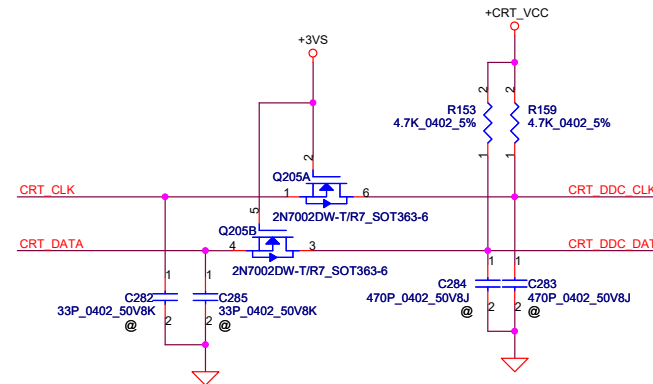 +CRT_VCC
+3VS
2
2
R153
4.7K_0402_5%
R159
4.7K_0402_5%
1
1
2
Q205A
CRT_CLK
1
6
CRT_DDC_CLK
2N7002DW-T/R7_SOT363-6
5
Q205B
CRT_DATA
4
3
CRT_DDC_DAT
2N7002DW-T/R7_SOT363-6
1
1
1
1
C282
33P_0402_50V8K
@
2
C285
33P_0402_50V8K
@
2
C284
470P_0402_50V8J
@
2
C283
470P_0402_50V8J
@
2